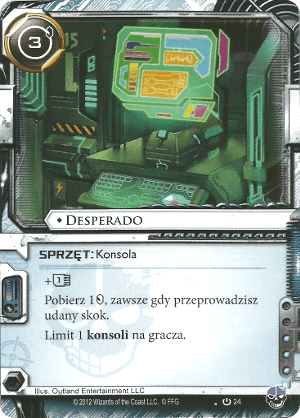 3
• DESPERADO
SPRZĘT: Konsola
+1
Pobierz 1, zawsze gdy przeprowadzisz
udany skok.
Limit 1 konsoli na gracza.
Illus. Outland Entertainment LLC
© 2012 Wizards of the Coast LLC. © FFG 24